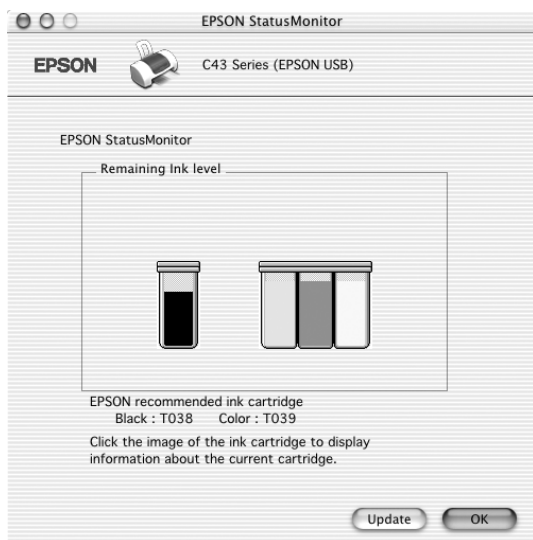 EPSON StatusMonitor
EPSON
C43 Series (EPSON USB)
EPSON StatusMonitor
Remaining Ink level
EPSON recommended ink cartridge
Black : T038 Color : T039
Click the image of the ink cartridge to display
information about the current cartridge.
Update OK